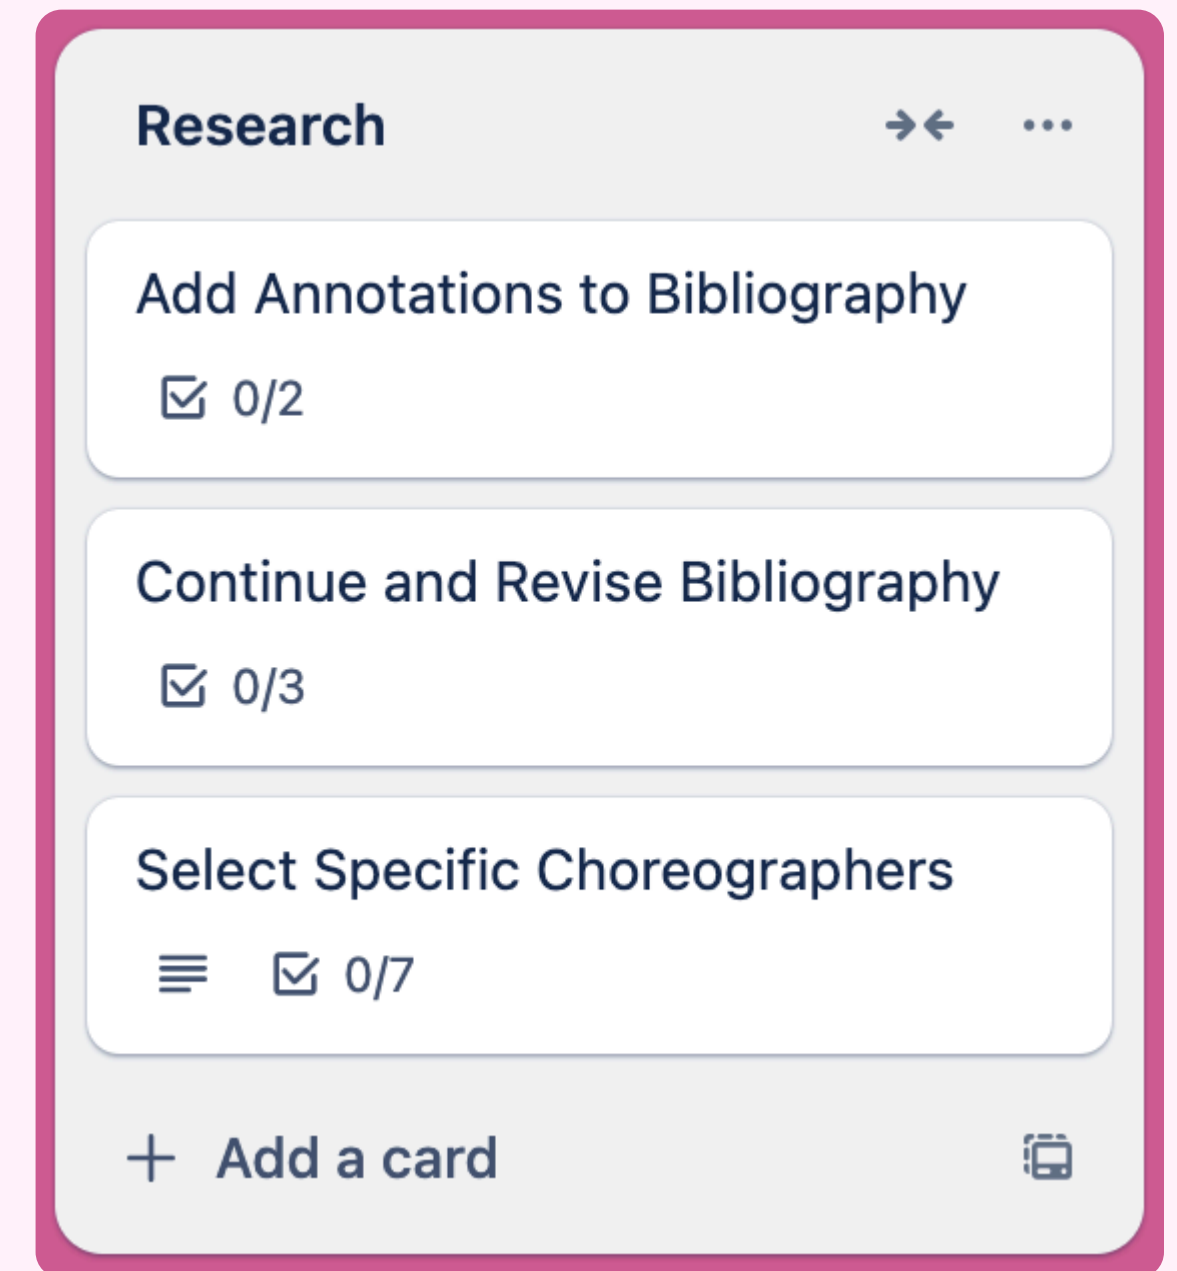 Research
Add Annotations to Bibliography
0/2
Continue and Revise Bibliography
0/3
Select Specific Choreographers
0/7
Add a card